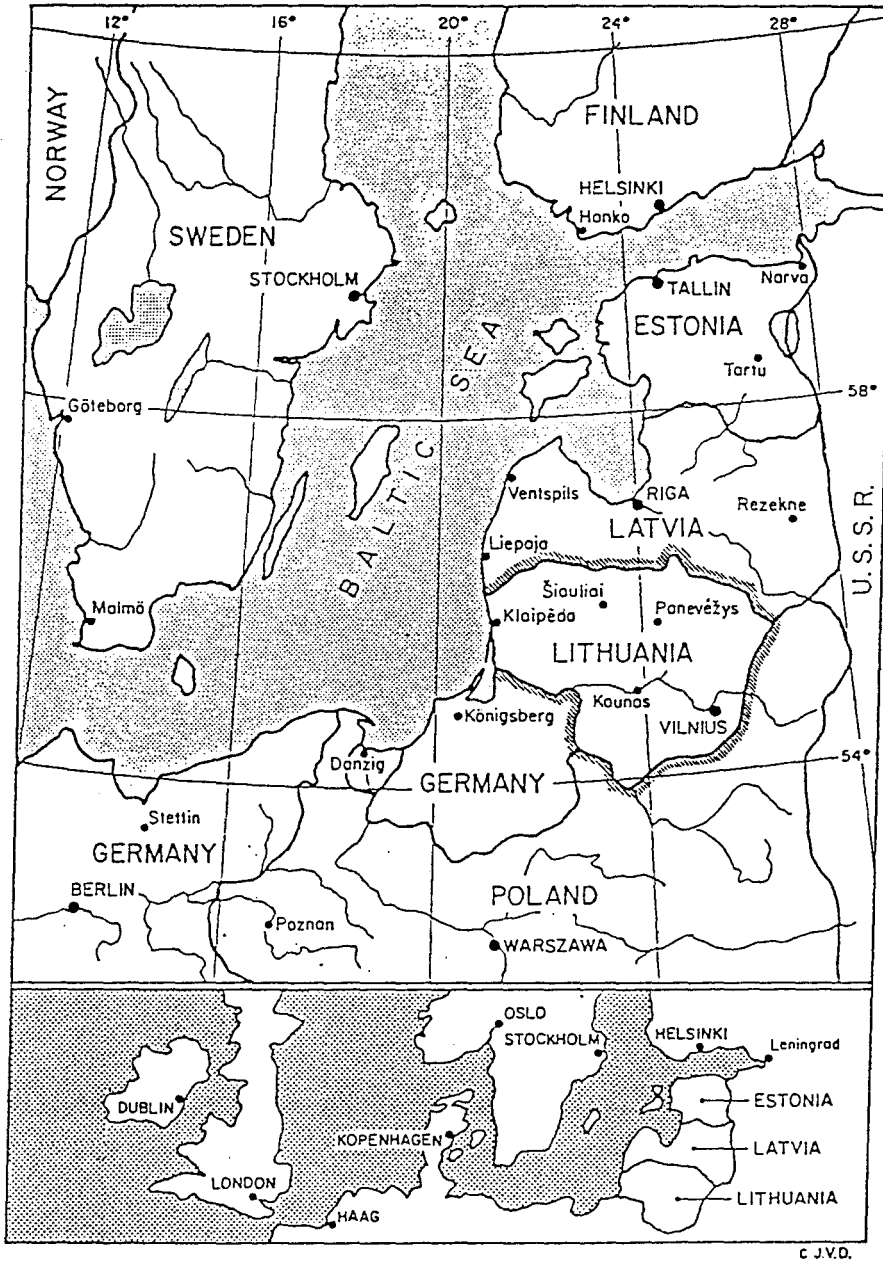 12° 16° 20° 24° 28°
NORWAY
FINLAND
HELSINKI
Hanko
SWEDEN
STOCKHOLM
Narva
TALLIN
ESTONIA
Tartu
BALTIC SEA
58°
Göteborg
Ventspils
RIGA
Rezekne
LATVIA
U.S.S.R.
Liepaja
Šiauliai
Malmö
Klaipėda
Panevėžys
LITHUANIA
Kaunas
Königsberg
VILNIUS
Danzig
54°
GERMANY
Stettin
GERMANY
BERLIN
POLAND
Poznan
WARSZAWA
OSLO
STOCKHOLM
HELSINKI
Leningrad
DUBLIN
ESTONIA
KOPENHAGEN
LATVIA
LONDON
LITHUANIA
HAAG
C J.V.D.